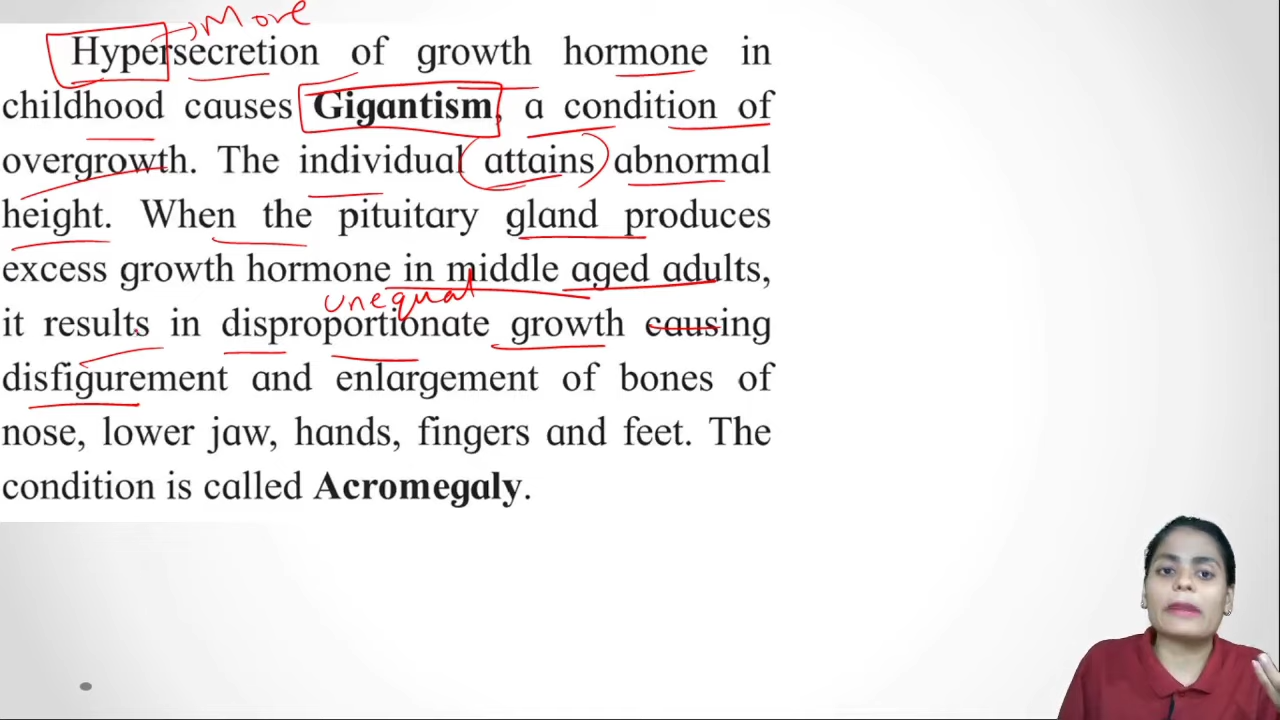 More
Hypersecretion of growth hormone in
childhood causes Gigantism, a condition of
overgrowth. The individual attains abnormal
height. When the pituitary gland produces
excess growth hormone in middle aged adults,
unequal
it results in disproportionate growth causing
disfigurement and enlargement of bones of
nose, lower jaw, hands, fingers and feet. The
condition is called Acromegaly.